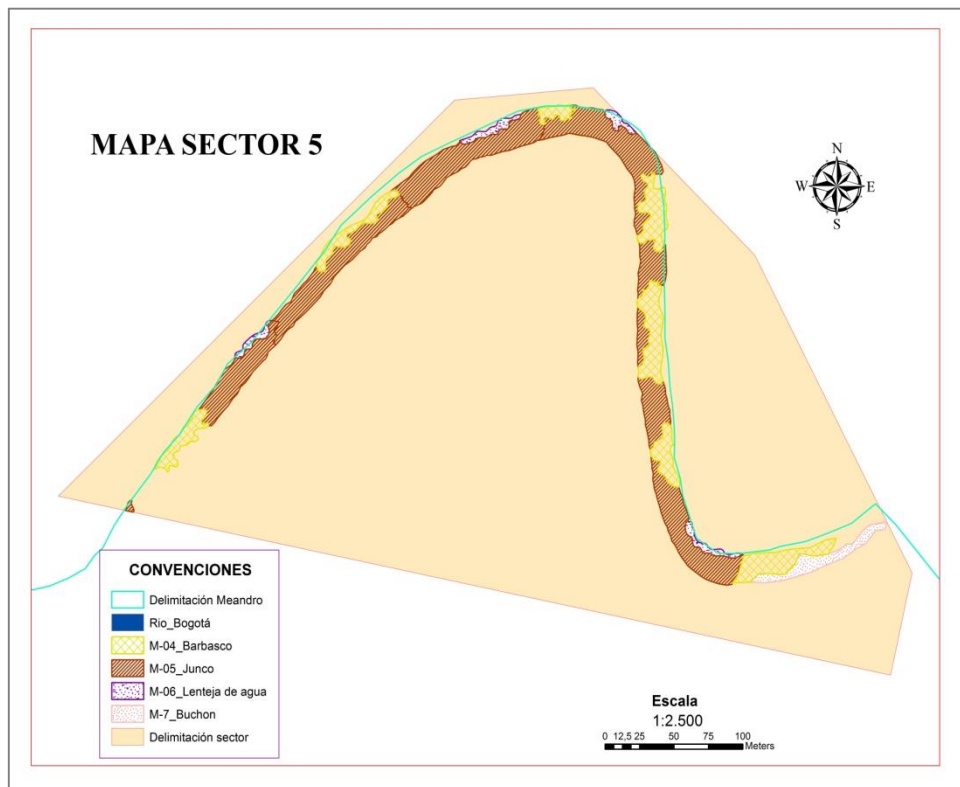 MAPA SECTOR 5
N
W E
S
CONVENCIONES
Delimitación Meandro
Rio_Bogotá
M-04_Barbasco
M-05_Junco
M-06_Lenteja de agua
M-7_Buchon
Delimitación sector
Escala
1:2.500
0 12,5 25 50 75 100
Meters